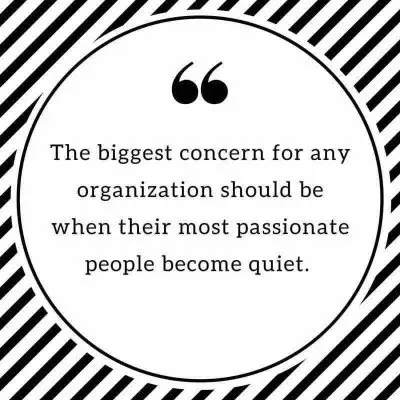 “
The biggest concern for any
organization should be
when their most passionate
people become quiet.